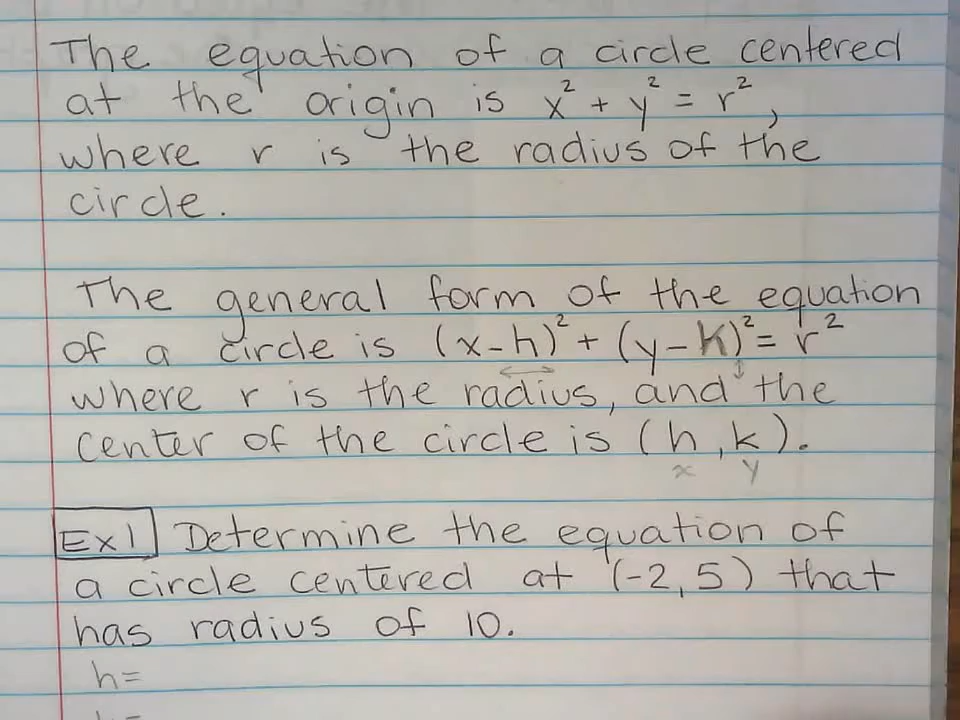 The equation of a circle centered
at the origin is x² + y² = r²,
where r is the radius of the
circle.
The general form of the equation
of a circle is (x-h)² + (y-k)² = r²
where r is the radius, and the
center of the circle is (h, k).
x y
Ex1 Determine the equation of
a circle centered at (-2, 5) that
has radius of 10.
h=